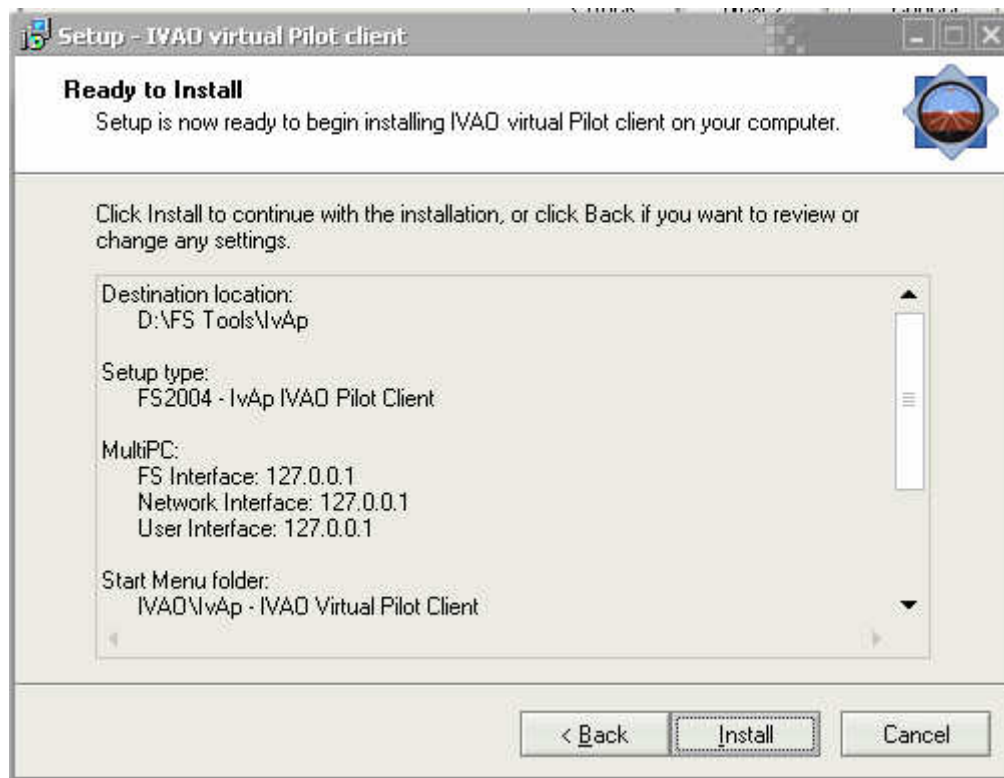 Setup - IVAO virtual Pilot client
Ready to Install
Setup is now ready to begin installing IVAO virtual Pilot client on your computer.
Click Install to continue with the installation, or click Back if you want to review or
change any settings.
Destination location:
D:\FS Tools\IvAp
Setup type:
FS2004 - IvAp IVAO Pilot Client
MultiPC:
FS Interface: 127.0.0.1
Network Interface: 127.0.0.1
User Interface: 127.0.0.1
Start Menu folder:
IVAO\IvAp - IVAO Virtual Pilot Client
< Back
Install
Cancel